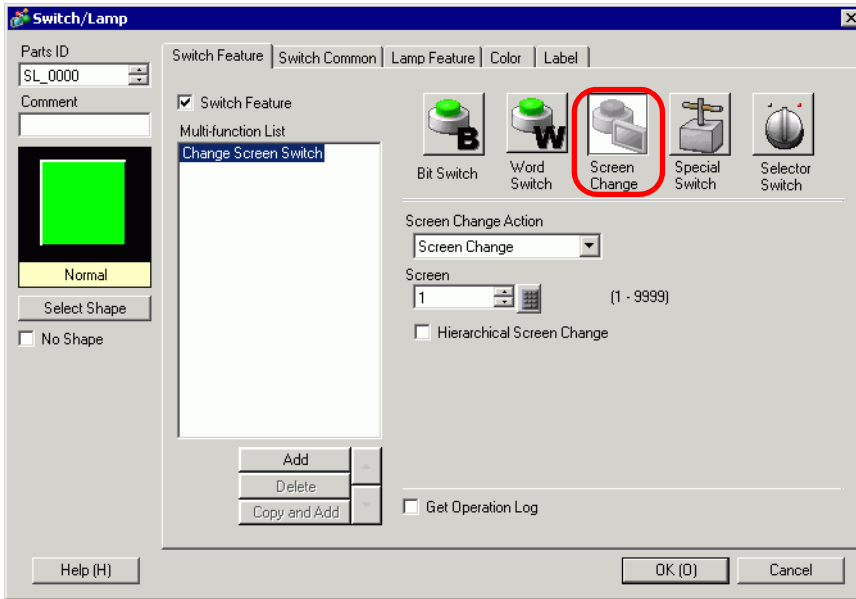 Switch/Lamp
Parts ID
SL_0000
Comment
Normal
Select Shape
No Shape
Switch Feature
Switch Common
Lamp Feature
Color
Label
Switch Feature
Multi-function List
Change Screen Switch
Add
Delete
Copy and Add
B
Bit Switch
W
Word
Switch
Screen
Change
Special
Switch
Selector
Switch
Screen Change Action
Screen Change
Screen
1
(1 - 9999)
Hierarchical Screen Change
Get Operation Log
Help (H)
OK (O)
Cancel